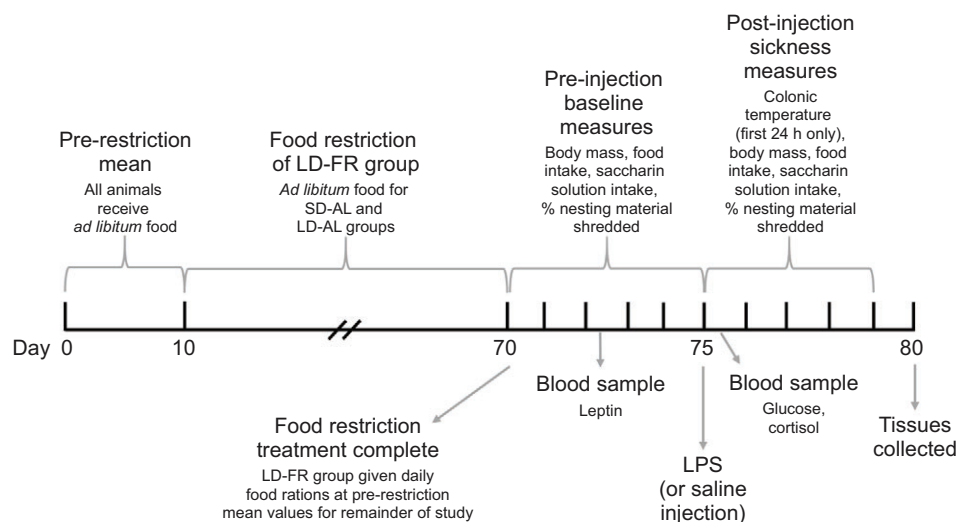 Pre-restriction
mean
All animals
receive
ad libitum food
Food restriction
of LD-FR group
Ad libitum food for
SD-AL and
LD-AL groups
Pre-injection
baseline
measures
Body mass, food
intake, saccharin
solution intake,
% nesting material
shredded
Post-injection
sickness
measures
Colonic
temperature
(first 24 h only),
body mass, food
intake, saccharin
solution intake,
% nesting material
shredded
Day 0 10 70 75 80
Food restriction
treatment complete
LD-FR group given daily
food rations at pre-restriction
mean values for remainder of study
Blood sample
Leptin
LPS
(or saline
injection)
Blood sample
Glucose,
cortisol
Tissues
collected